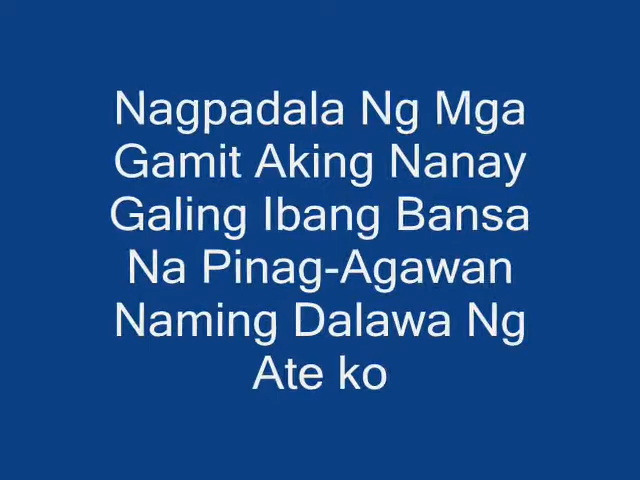 Nagpadala Ng Mga
Gamit Aking Nanay
Galing Ibang Bansa
Na Pinag-Agawan
Naming Dalawa Ng
Ate ko